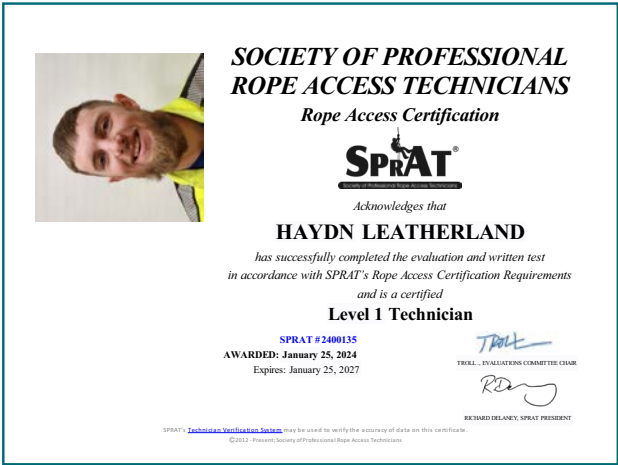 SOCIETY OF PROFESSIONAL
ROPE ACCESS TECHNICIANS
Rope Access Certification
SPRAT®
Society of Professional Rope Access Technicians
Acknowledges that
HAYDN LEATHERLAND
has successfully completed the evaluation and written test
in accordance with SPRAT's Rope Access Certification Requirements
and is a certified
Level 1 Technician
SPRAT #2400135
AWARDED: January 25, 2024
Expires: January 25, 2027
TROLL
TROLL ., EVALUATIONS COMMITTEE CHAIR
RICHARD DELANEY, SPRAT PRESIDENT
SPRAT's Technician Verification System may be used to verify the accuracy of data on this certificate.
©2012 - Present; Society of Professional Rope Access Technicians